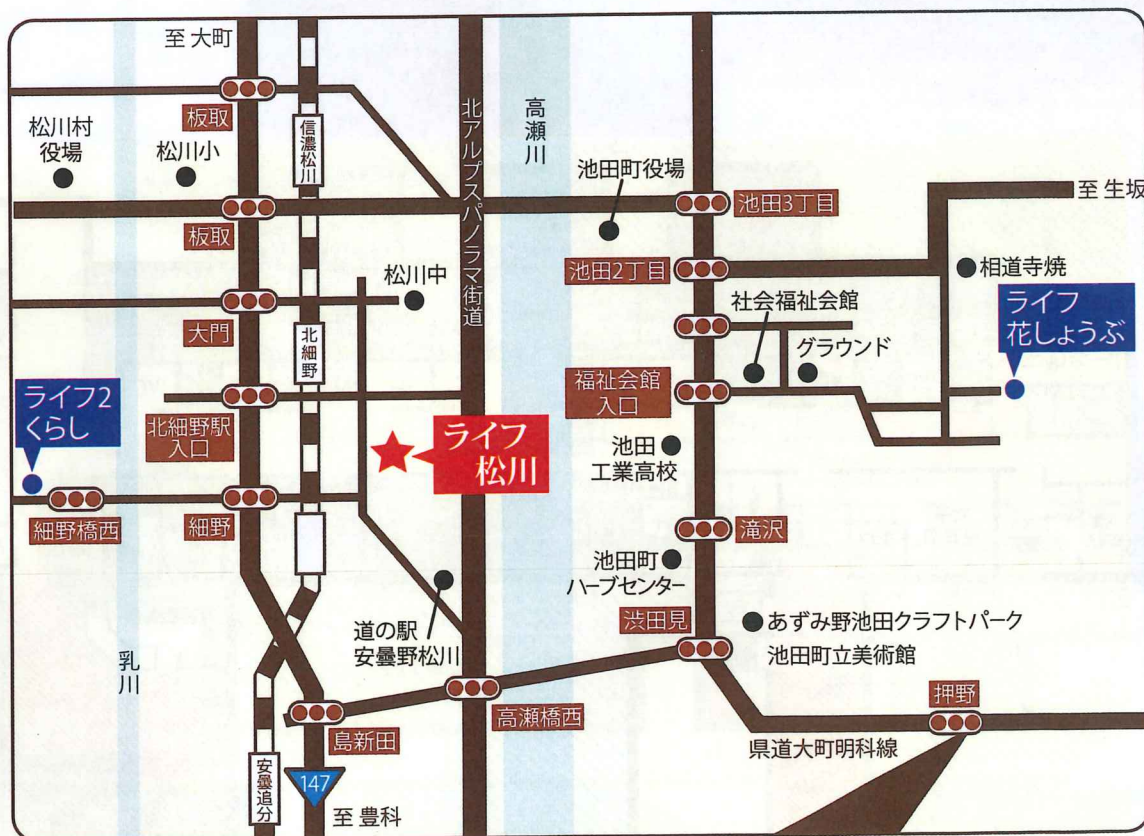 至 大町
板取
松川村
役場
松川小
信濃松川
北アルプスパノラマ街道
高瀬川
池田町役場
池田3丁目
至 生坂
板取
池田2丁目
相道寺焼
松川中
社会福祉会館
ライフ
花しょうぶ
大門
北細野
グラウンド
福祉会館
入口
ライフ2
くらし
北細野駅
入口
ライフ
松川
池田
工業高校
細野橋西
細野
滝沢
池田町
ハーブセンター
道の駅
安曇野松川
渋田見
あずみ野池田クラフトパーク
池田町立美術館
乳川
高瀬橋西
押野
島新田
県道大町明科線
安曇追分
147
至 豊科